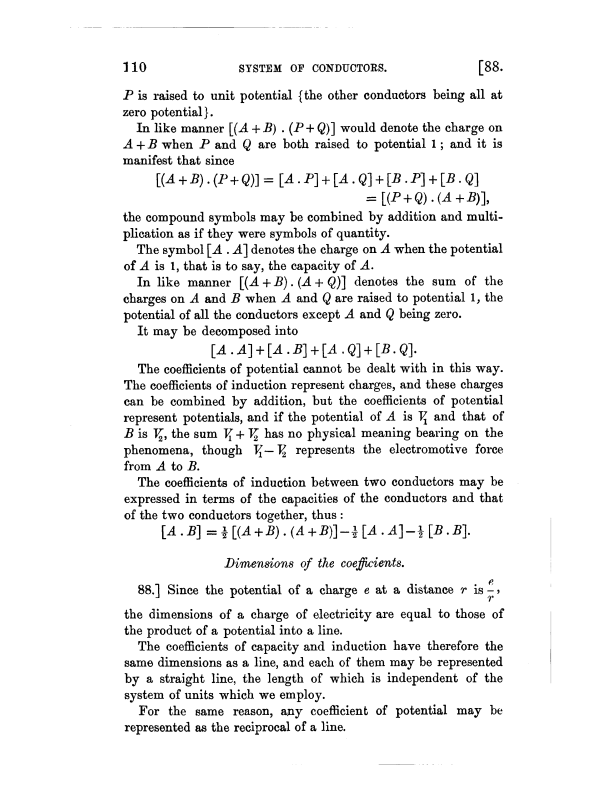 110 SYSTEM OF CONDUCTORS. [88.
P is raised to unit potential {the other conductors being all at
zero potential}.
In like manner [(A + B) . (P + Q)] would denote the charge on
A + B when P and Q are both raised to potential 1 ; and it is
manifest that since
[(A + B) . (P + Q)] = [A . P] + [A . Q] + [B . P] + [B . Q]
= [(P + Q) . (A + B)],
the compound symbols may be combined by addition and multi-
plication as if they were symbols of quantity.
The symbol [A . A] denotes the charge on A when the potential
of A is 1, that is to say, the capacity of A.
In like manner [(A + B) . (A + Q)] denotes the sum of the
charges on A and B when A and Q are raised to potential 1, the
potential of all the conductors except A and Q being zero.
It may be decomposed into
[A . A] + [A . B] + [A . Q] + [B . Q].
The coefficients of potential cannot be dealt with in this way.
The coefficients of induction represent charges, and these charges
can be combined by addition, but the coefficients of potential
represent potentials, and if the potential of A is V₁ and that of
B is V₂, the sum V₁ + V₂ has no physical meaning bearing on the
phenomena, though V₁ − V₂ represents the electromotive force
from A to B.
The coefficients of induction between two conductors may be
expressed in terms of the capacities of the conductors and that
of the two conductors together, thus :
[A . B] = ½ [(A + B) . (A + B)] − ½ [A . A] − ½ [B . B].
Dimensions of the coefficients.
88.] Since the potential of a charge e at a distance r is e/r,
the dimensions of a charge of electricity are equal to those of
the product of a potential into a line.
The coefficients of capacity and induction have therefore the
same dimensions as a line, and each of them may be represented
by a straight line, the length of which is independent of the
system of units which we employ.
For the same reason, any coefficient of potential may be
represented as the reciprocal of a line.